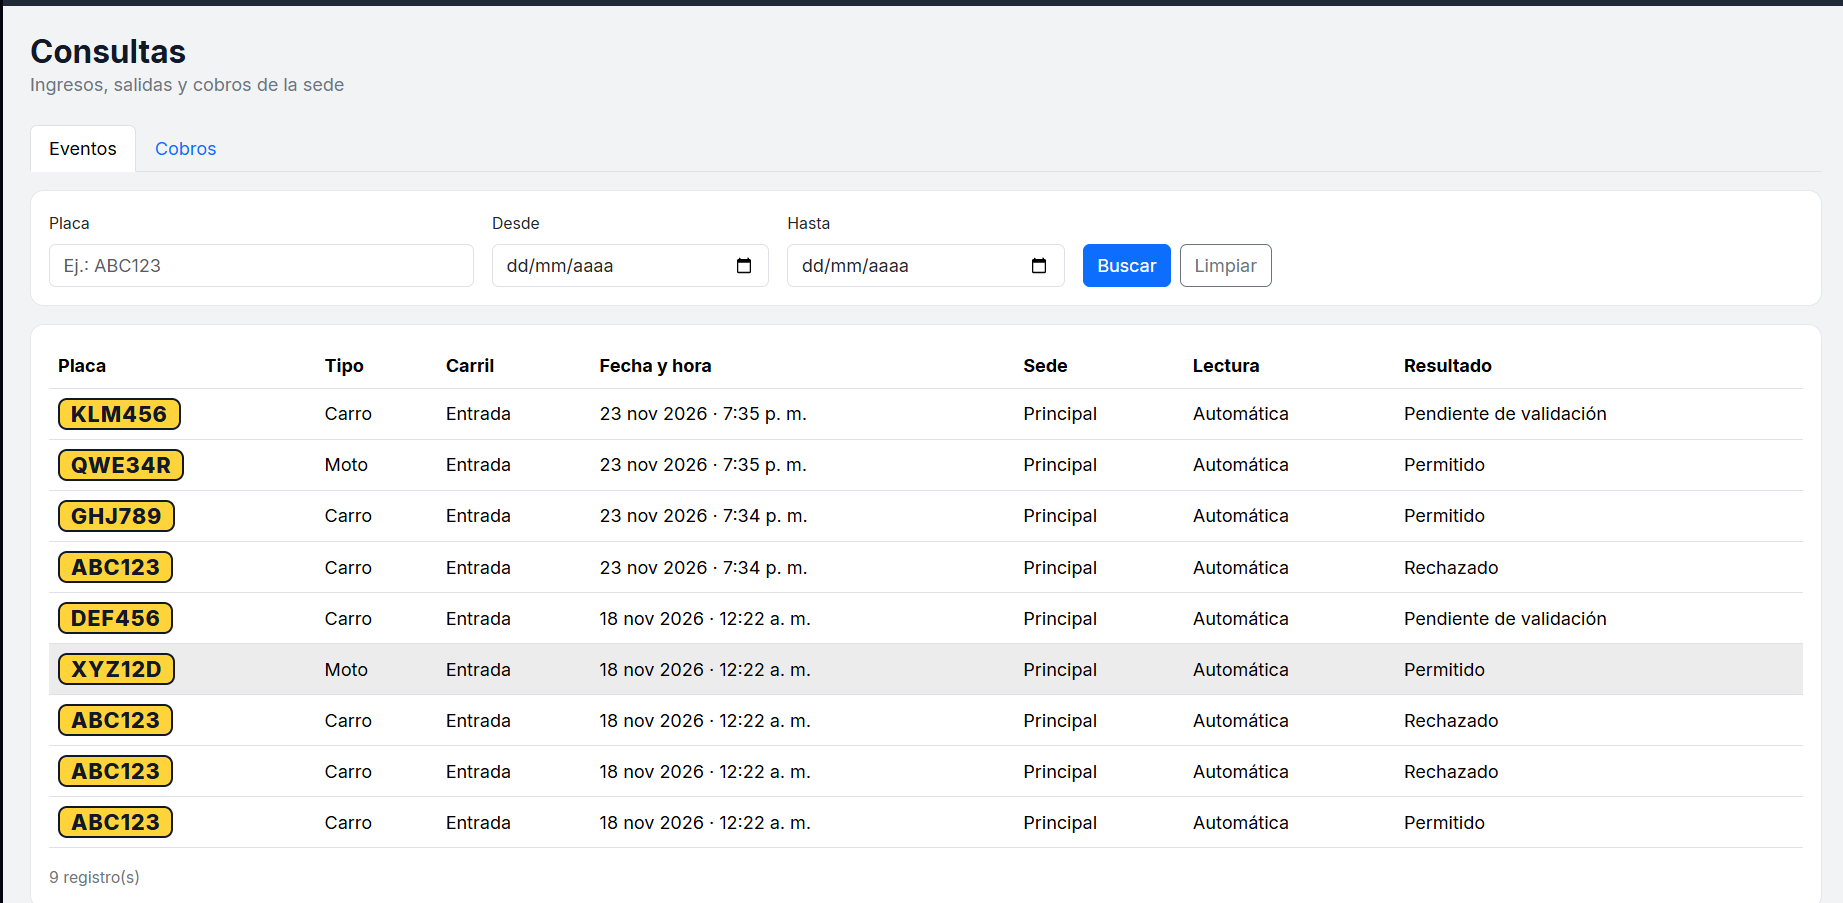 Consultas
Ingresos, salidas y cobros de la sede
Eventos Cobros
Placa Desde Hasta
Ej.: ABC123 dd/mm/aaaa dd/mm/aaaa Buscar Limpiar
Placa Tipo Carril Fecha y hora Sede Lectura Resultado
KLM456 Carro Entrada 23 nov 2026 · 7:35 p. m. Principal Automática Pendiente de validación
QWE34R Moto Entrada 23 nov 2026 · 7:35 p. m. Principal Automática Permitido
GHJ789 Carro Entrada 23 nov 2026 · 7:34 p. m. Principal Automática Permitido
ABC123 Carro Entrada 23 nov 2026 · 7:34 p. m. Principal Automática Rechazado
DEF456 Carro Entrada 18 nov 2026 · 12:22 a. m. Principal Automática Pendiente de validación
XYZ12D Moto Entrada 18 nov 2026 · 12:22 a. m. Principal Automática Permitido
ABC123 Carro Entrada 18 nov 2026 · 12:22 a. m. Principal Automática Rechazado
ABC123 Carro Entrada 18 nov 2026 · 12:22 a. m. Principal Automática Rechazado
ABC123 Carro Entrada 18 nov 2026 · 12:22 a. m. Principal Automática Permitido
9 registro(s)